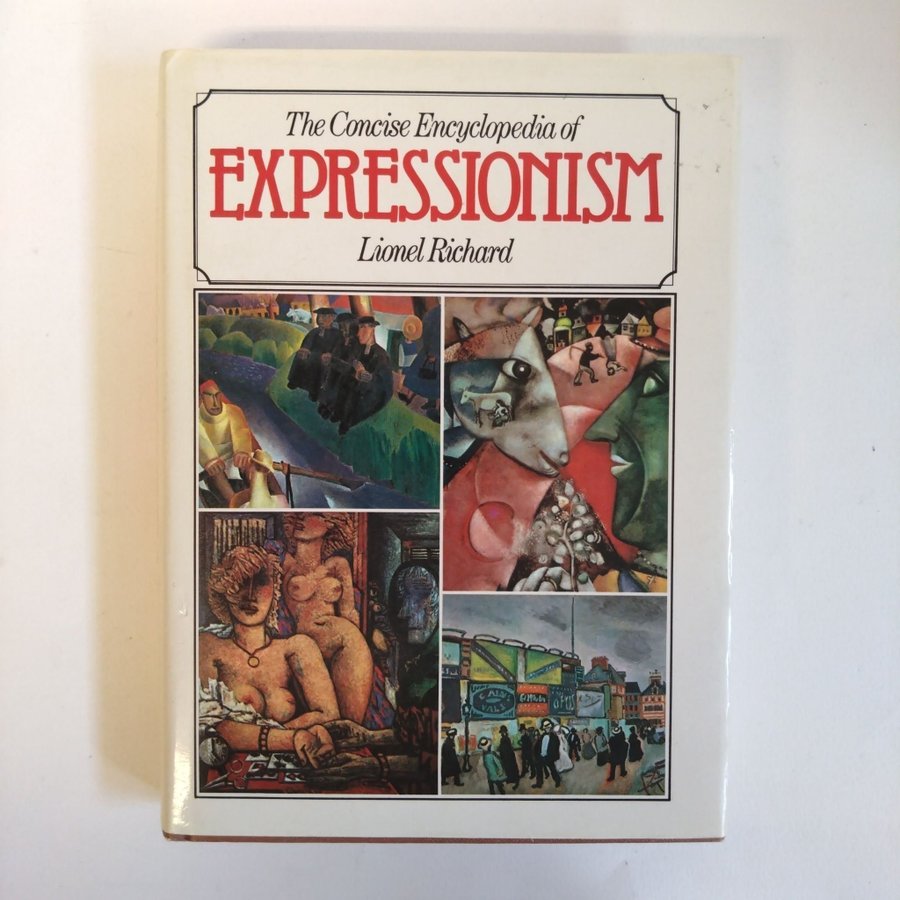 The Concise Encyclopedia of
EXPRESSIONISM
Lionel Richard